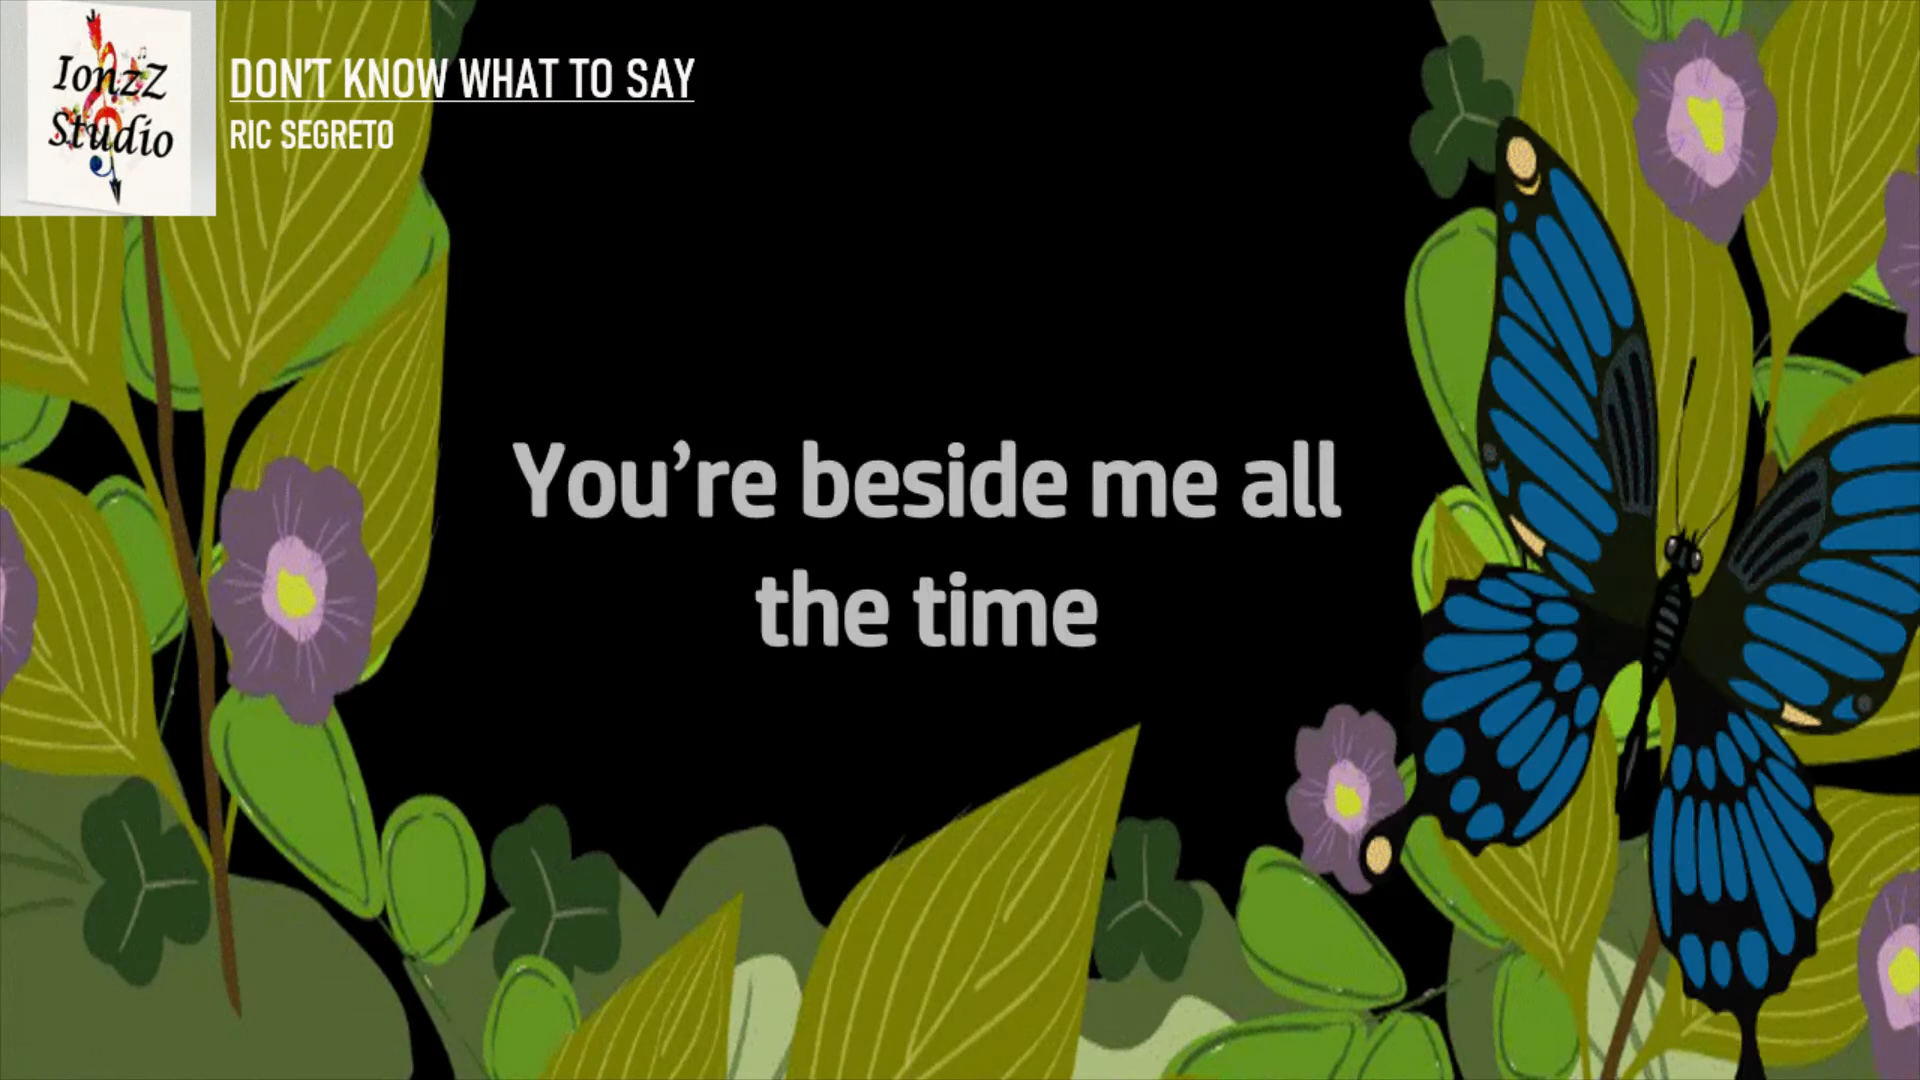 IonzZ
Studio
DON'T KNOW WHAT TO SAY
RIC SEGRETO
You're beside me all
the time